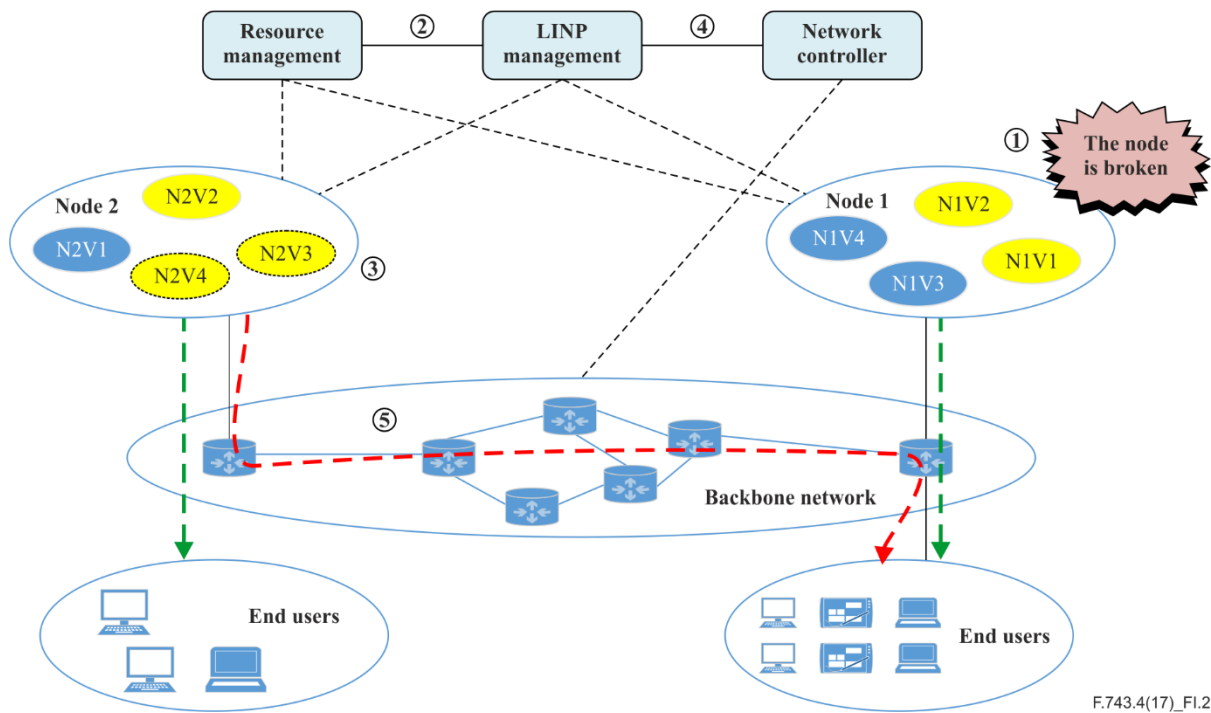 Resource
management
②
LINP
management
④
Network
controller
①
The node
is broken
Node 2
N2V2
N2V1
N2V4
N2V3
③
Node 1
N1V2
N1V4
N1V1
N1V3
⑤
Backbone network
End users
End users
F.743.4(17)_FI.2